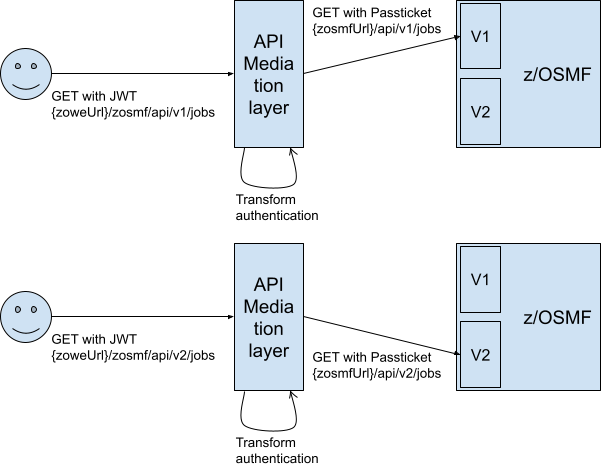 GET with Passticket
{zosmfUrl}/api/v1/jobs
API
Media
tion
layer
V1
z/OSMF
V2
GET with JWT
{zoweUrl}/zosmf/api/v1/jobs
Transform
authentication
API
Media
tion
layer
V1
z/OSMF
V2
GET with JWT
{zoweUrl}/zosmf/api/v2/jobs
GET with Passticket
{zosmfUrl}/api/v2/jobs
Transform
authentication